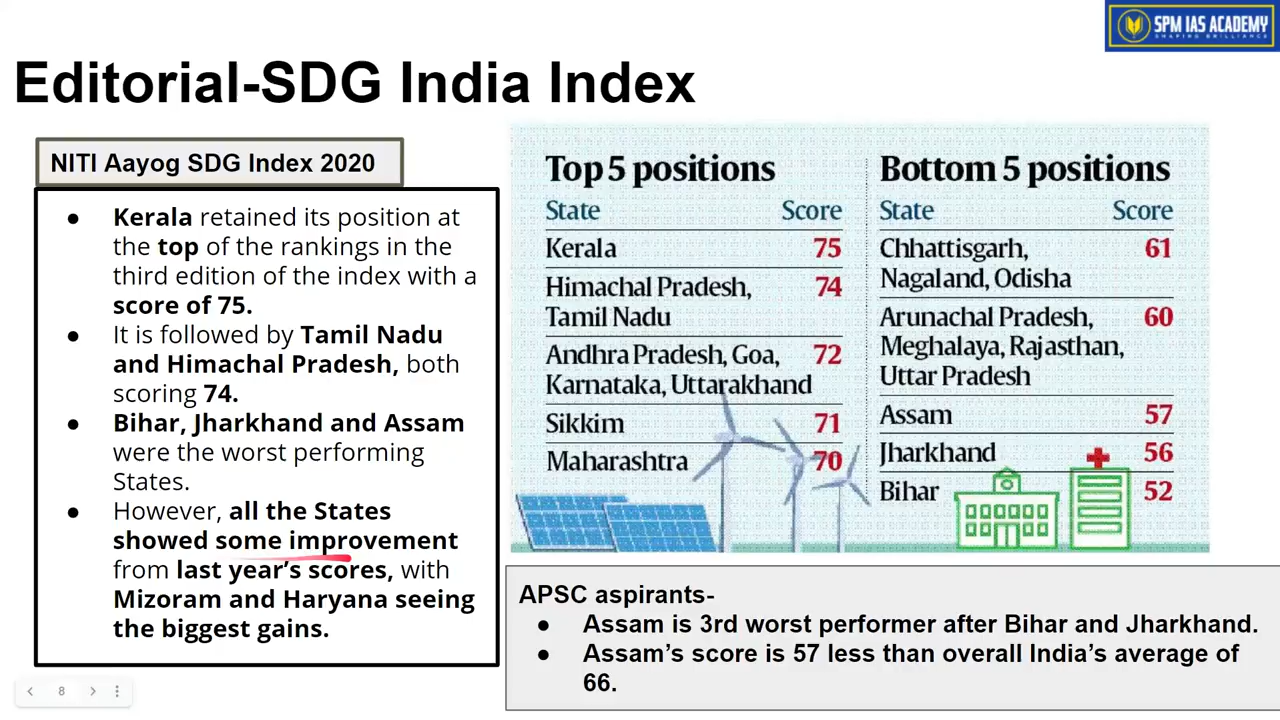 SPM IAS ACADEMY
SHAPING BRILLIANCE
Editorial-SDG India Index
NITI Aayog SDG Index 2020
● Kerala retained its position at
the top of the rankings in the
third edition of the index with a
score of 75.
● It is followed by Tamil Nadu
and Himachal Pradesh, both
scoring 74.
● Bihar, Jharkhand and Assam
were the worst performing
States.
● However, all the States
showed some improvement
from last year's scores, with
Mizoram and Haryana seeing
the biggest gains.
Top 5 positions
State Score
Kerala 75
Himachal Pradesh, 74
Tamil Nadu
Andhra Pradesh, Goa, 72
Karnataka, Uttarakhand
Sikkim 71
Maharashtra 70
Bottom 5 positions
State Score
Chhattisgarh, 61
Nagaland, Odisha
Arunachal Pradesh, 60
Meghalaya, Rajasthan,
Uttar Pradesh
Assam 57
Jharkhand 56
Bihar 52
APSC aspirants-
● Assam is 3rd worst performer after Bihar and Jharkhand.
● Assam's score is 57 less than overall India's average of
66.
8